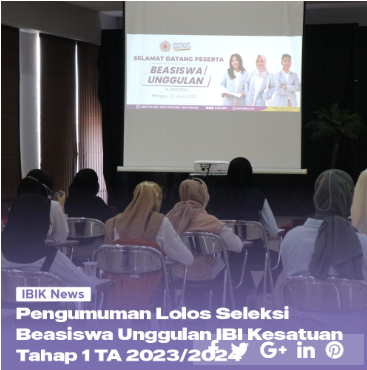 SELAMAT DATANG PESERTA
BEASISWA
UNGGULAN
IBIK News
Pengumuman Lolos Seleksi
Beasiswa Unggulan IBI Kesatuan
Tahap 1 TA 2023/2024